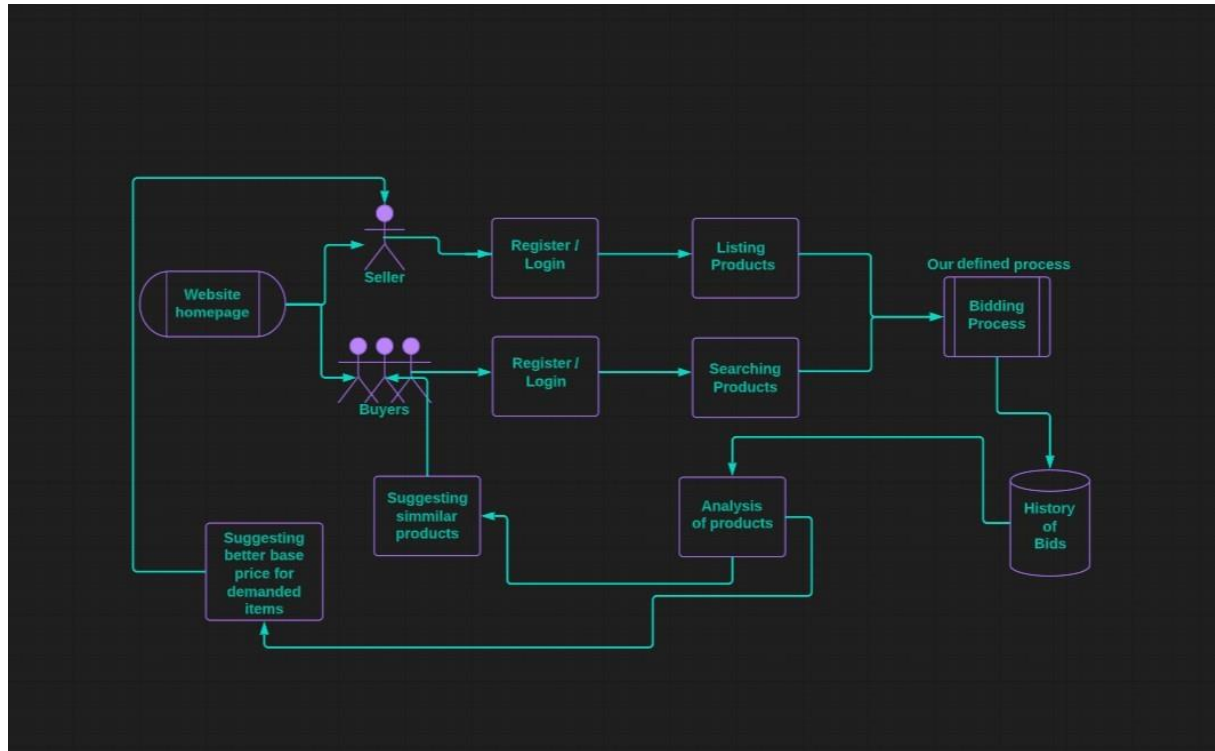 Seller
Website
homepage
Register /
Login
Listing
Products
Our defined process
Bidding
Process
Buyers
Register /
Login
Searching
Products
Suggesting
simmilar
products
Analysis
of products
History
of
Bids
Suggesting
better base
price for
demanded
items